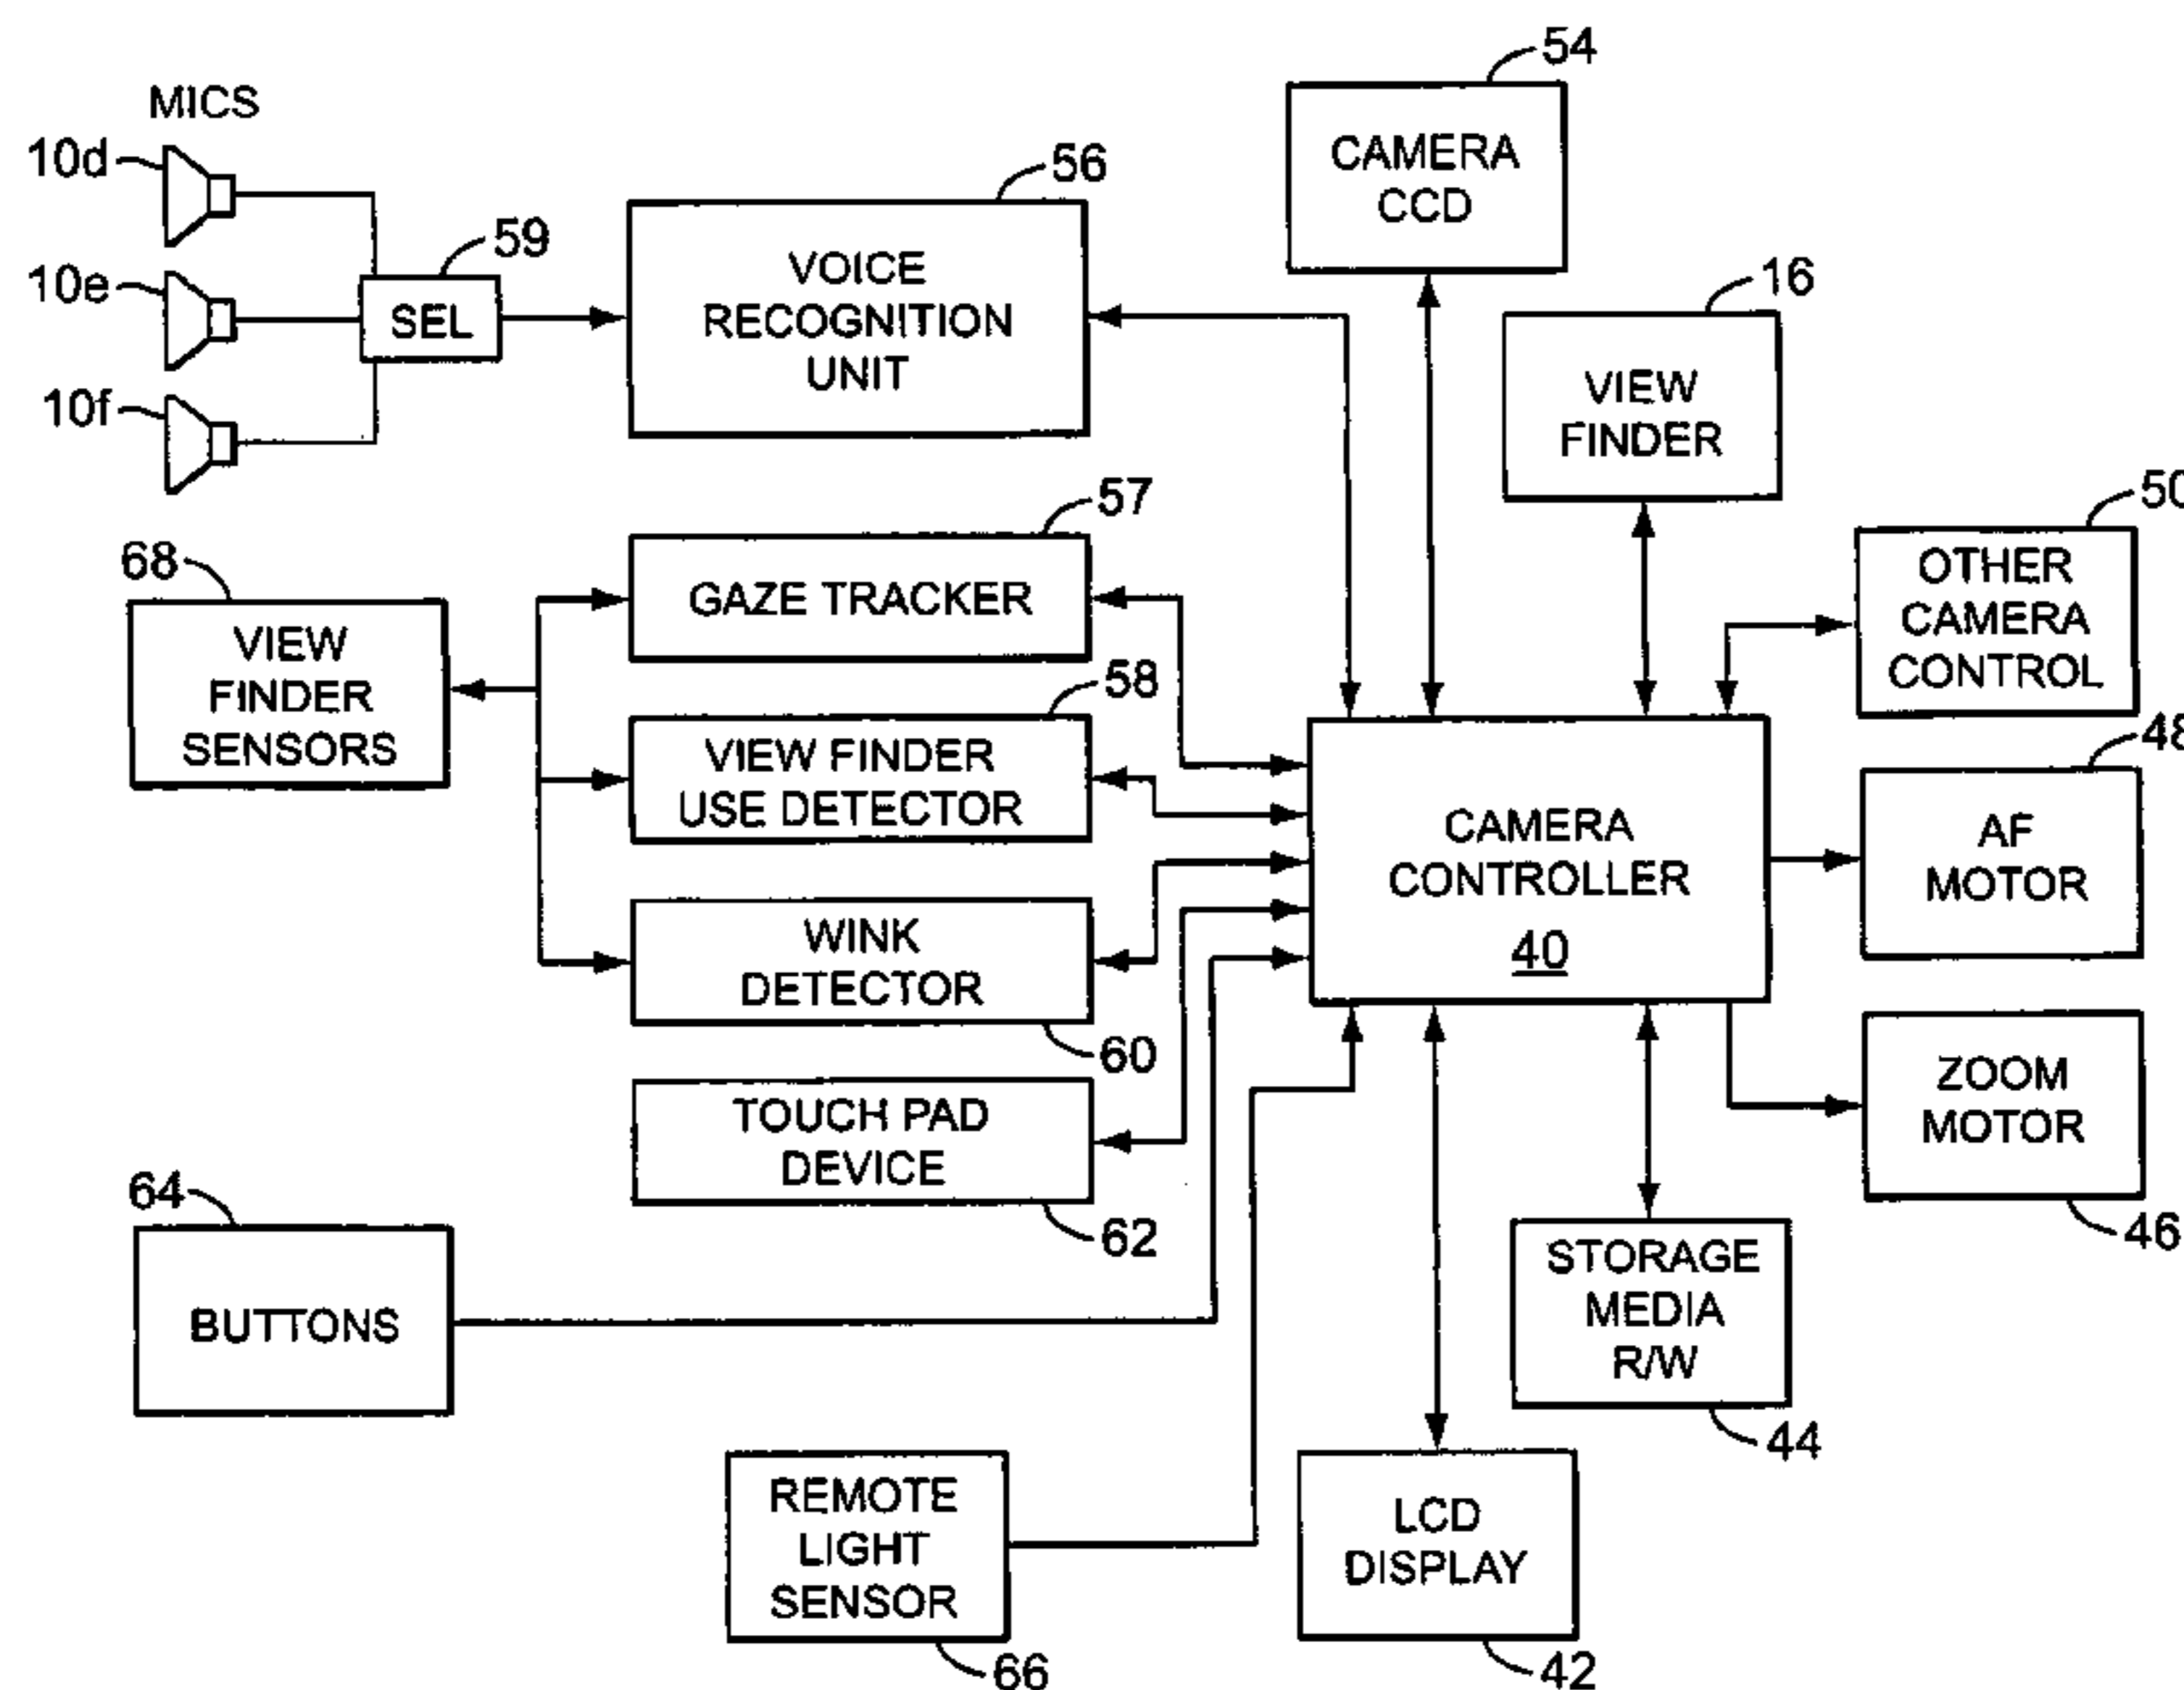 54
MICS
10d
56
CAMERA
CCD
59
16
10e
SEL
VOICE
RECOGNITION
UNIT
VIEW
FINDER
10f
57
50
68
GAZE TRACKER
OTHER
CAMERA
CONTROL
VIEW
FINDER
SENSORS
58
48
VIEW FINDER
USE DETECTOR
CAMERA
CONTROLLER
40
AF
MOTOR
WINK
DETECTOR
60
ZOOM
MOTOR
TOUCH PAD
DEVICE
64
62
46
BUTTONS
STORAGE
MEDIA
R/W
44
REMOTE
LIGHT
SENSOR
LCD
DISPLAY
66
42